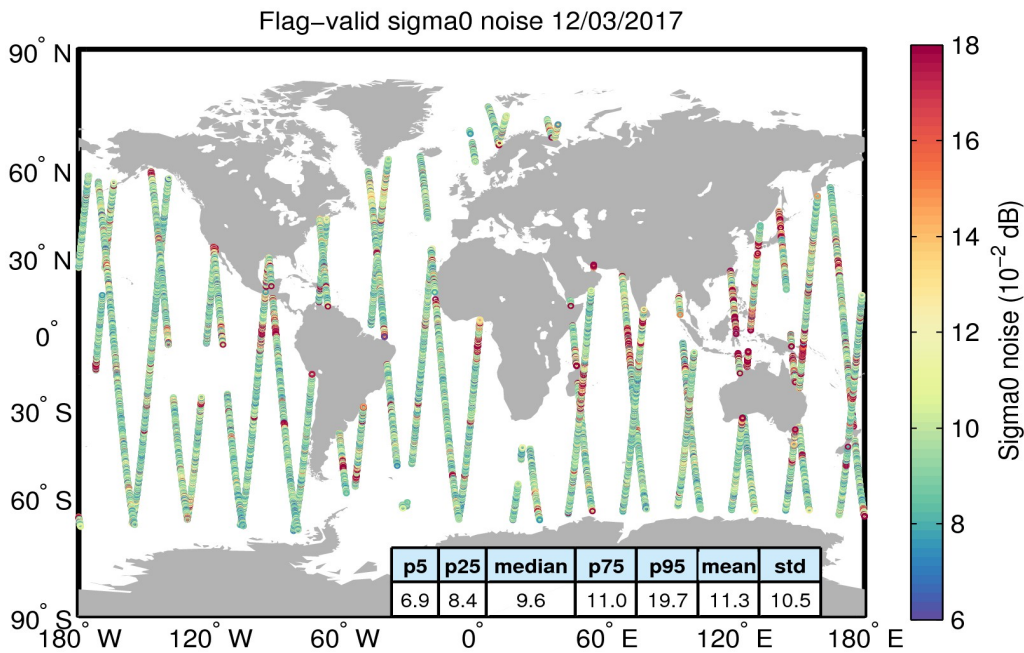 Flag−valid sigma0 noise 12/03/2017
90° N
60° N
30° N
0°
30° S
60° S
90° S
180° W 120° W 60° W 0° 60° E 120° E 180° E
p5 p25 median p75 p95 mean std
6.9 8.4 9.6 11.0 19.7 11.3 10.5
18
16
14
12
10
8
6
Sigma0 noise (10⁻² dB)